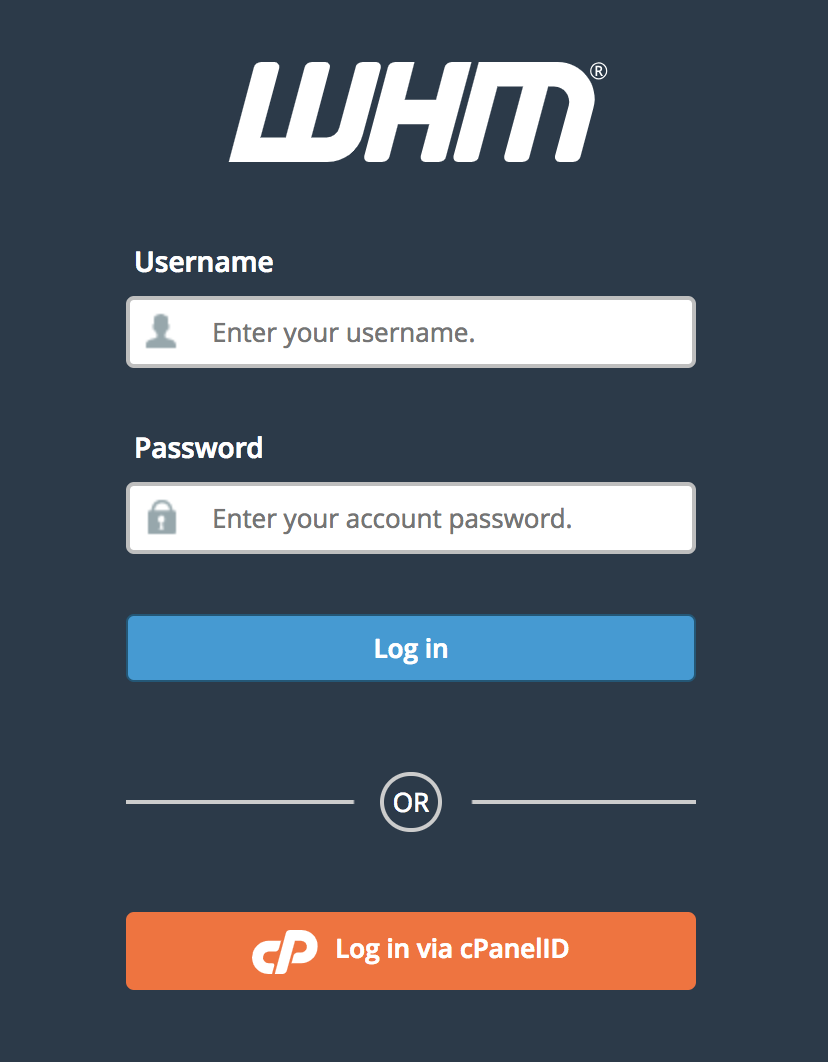 WHM®
Username
Enter your username.
Password
Enter your account password.
Log in
OR
cP Log in via cPanelID